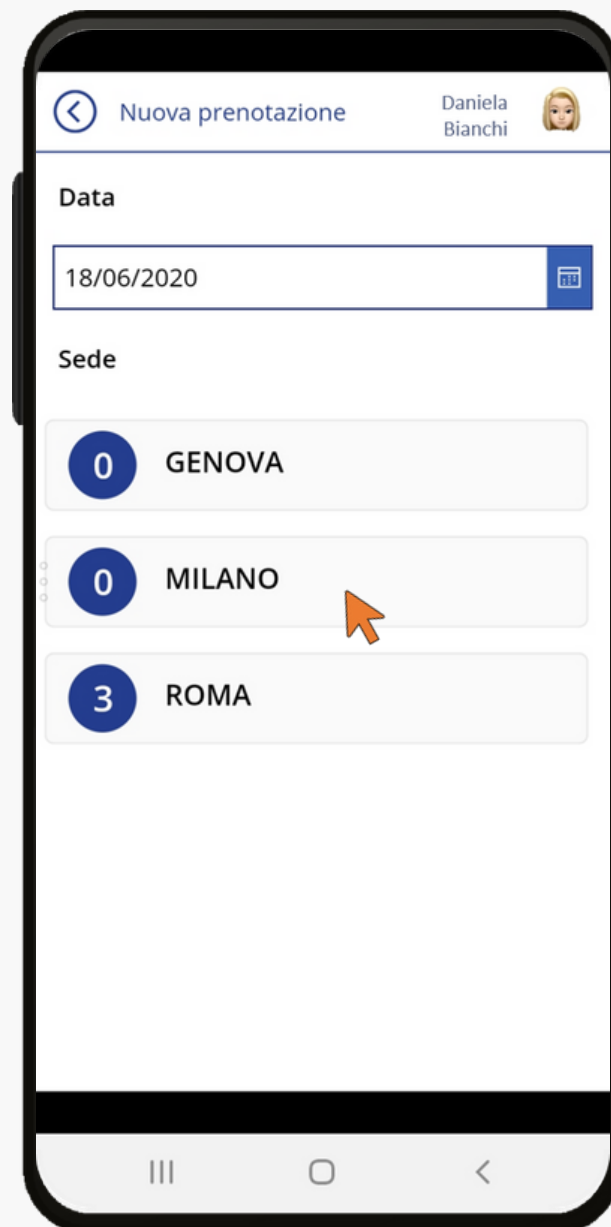 Nuova prenotazione
Daniela
Bianchi
Data
18/06/2020
Sede
0 GENOVA
0 MILANO
3 ROMA